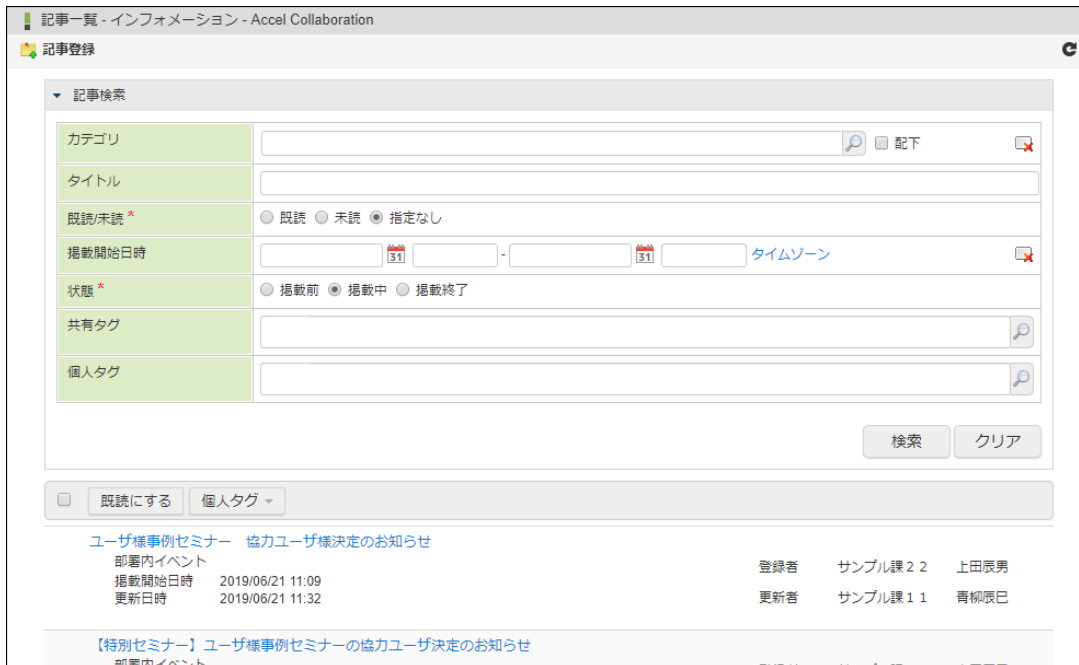 記事一覧 - インフォメーション - Accel Collaboration
記事登録
記事検索
カテゴリ 配下
タイトル
既読/未読 * 既読 未読 指定なし
掲載開始日時 31 - 31 タイムゾーン
状態 * 掲載前 掲載中 掲載終了
共有タグ
個人タグ
検索 クリア
既読にする 個人タグ
ユーザ様事例セミナー　協力ユーザ様決定のお知らせ
部署内イベント
掲載開始日時 2019/06/21 11:09 登録者 サンプル課２２ 上田辰男
更新日時 2019/06/21 11:32 更新者 サンプル課１１ 青柳辰巳
【特別セミナー】ユーザ様事例セミナーの協力ユーザ決定のお知らせ
部署内イベント